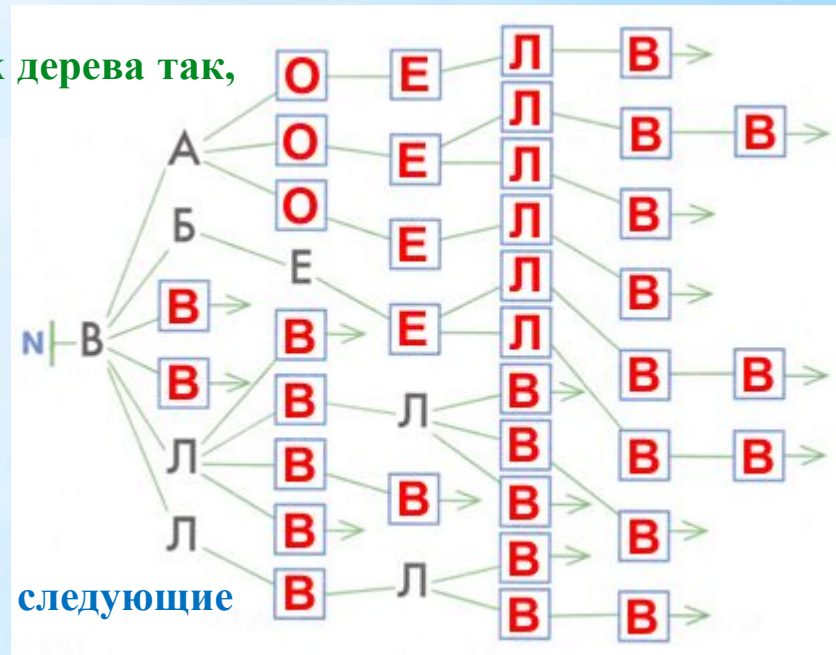 к дерева так, О Е Л В
А О Е Л В В
Л В
Б О Е Л
Е Л В
N В В В Е Л
В В Л В В В
Л В В В В
В В
Л В В
В Л В
следующие В В